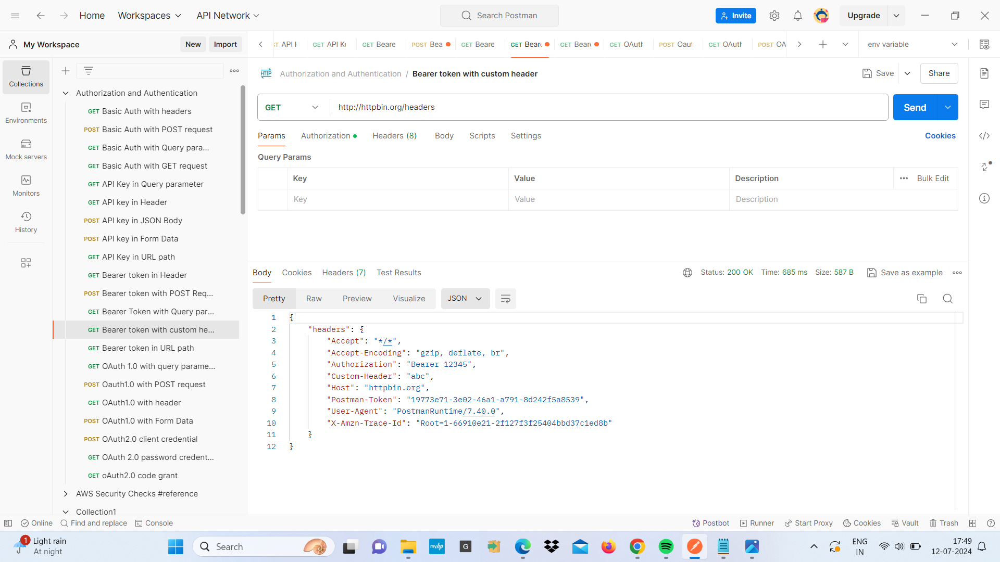 Home Workspaces API Network Search Postman Invite Upgrade
My Workspace New Import
API GET API Ke GET Beare POST Bea GET Beare GET Bear GET Bear GET OAuth POST Oaut GET OAuth POST OA env variable
Collections
Environments
Mock servers
Monitors
History
Authorization and Authentication
GET Basic Auth with headers
POST Basic Auth with POST request
GET Basic Auth with Query para...
GET Basic Auth with GET request
GET API Key in Query parameter
GET API key in Header
POST API key in JSON Body
POST API key in Form Data
GET API Key in URL path
GET Bearer token in Header
POST Bearer token with POST Req...
GET Bearer Token with Query par...
GET Bearer token with custom he...
GET Bearer token in URL path
GET OAuth 1.0 with query parame...
POST Oauth1.0 with POST request
GET OAuth1.0 with header
POST OAuth1.0 with Form Data
POST OAuth2.0 client credential
GET OAuth 2.0 password credent...
GET oAuth2.0 code grant
AWS Security Checks #reference
Collection1
HTTP Authorization and Authentication / Bearer token with custom header Save Share
GET http://httpbin.org/headers Send
Params Authorization Headers (8) Body Scripts Settings Cookies
Query Params
Key Value Description Bulk Edit
Key Value Description
Body Cookies Headers (7) Test Results Status: 200 OK Time: 685 ms Size: 587 B Save as example
Pretty Raw Preview Visualize JSON
1 {
2 "headers": {
3 "Accept": "*/*",
4 "Accept-Encoding": "gzip, deflate, br",
5 "Authorization": "Bearer 12345",
6 "Custom-Header": "abc",
7 "Host": "httpbin.org",
8 "Postman-Token": "19773e71-3e02-46a1-a791-8d242f5a8539",
9 "User-Agent": "PostmanRuntime/7.40.0",
10 "X-Amzn-Trace-Id": "Root=1-66910e21-2f127f3f25404bbd37c1ed8b"
11 }
12 }
Online Find and replace Console Postbot Runner Start Proxy Cookies Vault Trash
1 Light rain
At night
Search
myhp
G
ENG
IN
17:49
12-07-2024